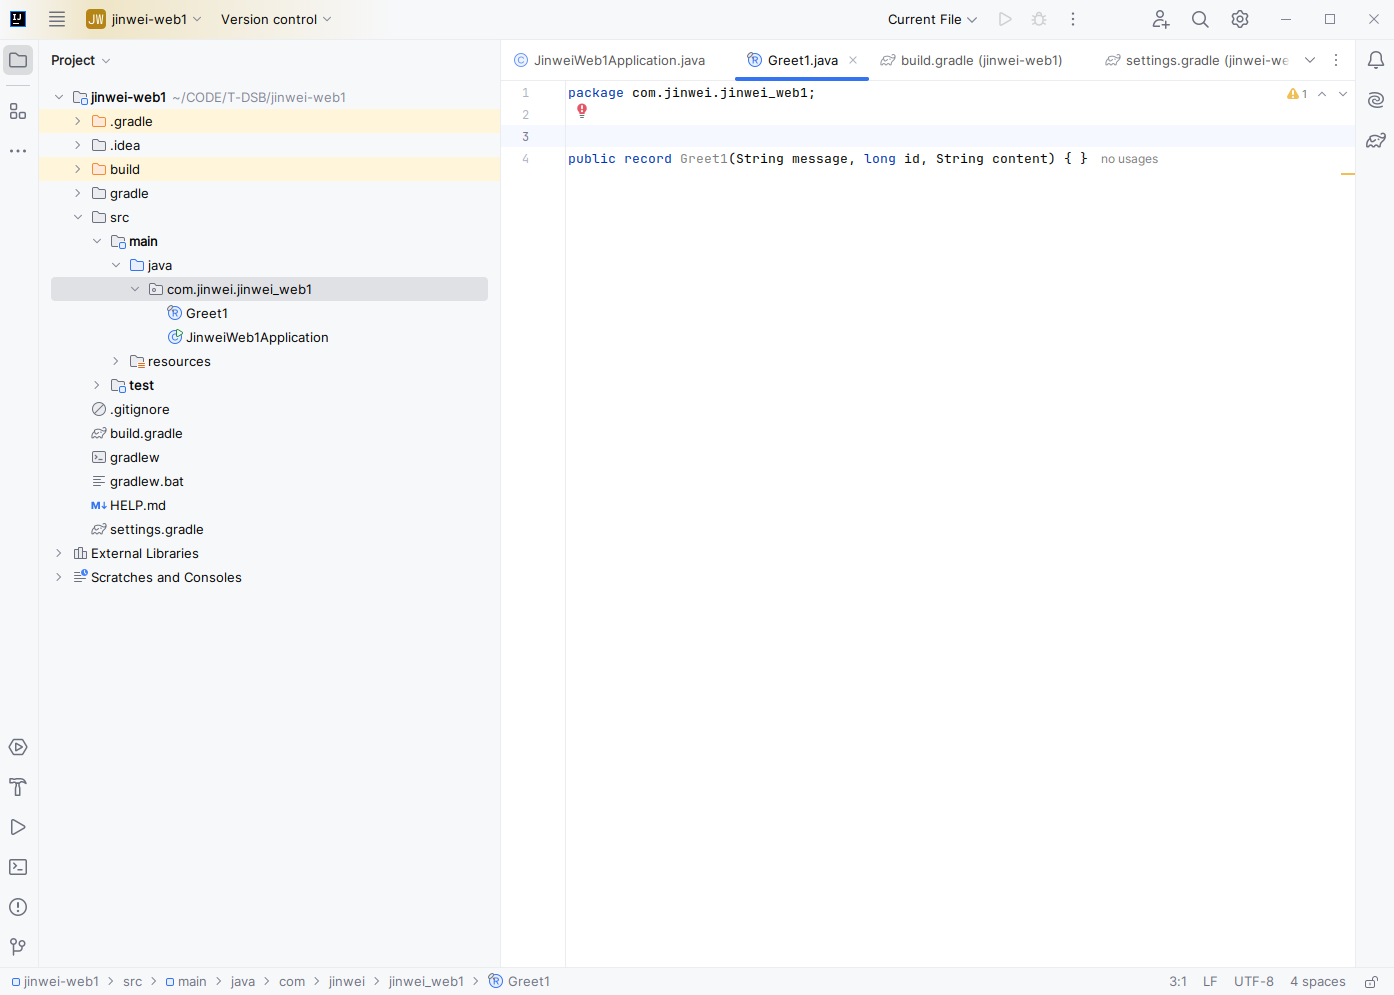 JW jinwei-web1 Version control Current File
Project
jinwei-web1 ~/CODE/T-DSB/jinwei-web1
.gradle
.idea
build
gradle
src
main
java
com.jinwei.jinwei_web1
Greet1
JinweiWeb1Application
resources
test
.gitignore
build.gradle
gradlew
gradlew.bat
HELP.md
settings.gradle
External Libraries
Scratches and Consoles
JinweiWeb1Application.java Greet1.java build.gradle (jinwei-web1) settings.gradle (jinwei-we
1 package com.jinwei.jinwei_web1; 1
2
3
4 public record Greet1(String message, long id, String content) { } no usages
jinwei-web1 src main java com jinwei jinwei_web1 Greet1 3:1 LF UTF-8 4 spaces